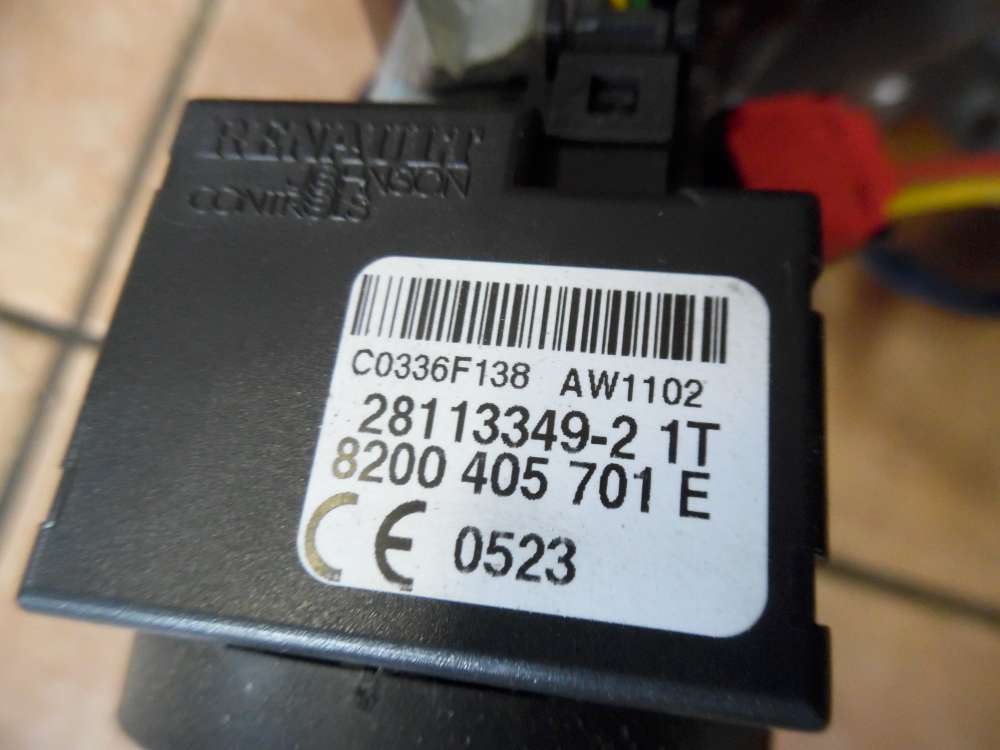 RENAULT
JOHNSON
CONTROLS
C0336F138 AW1102
28113349-2 1T
8200 405 701 E
CE 0523